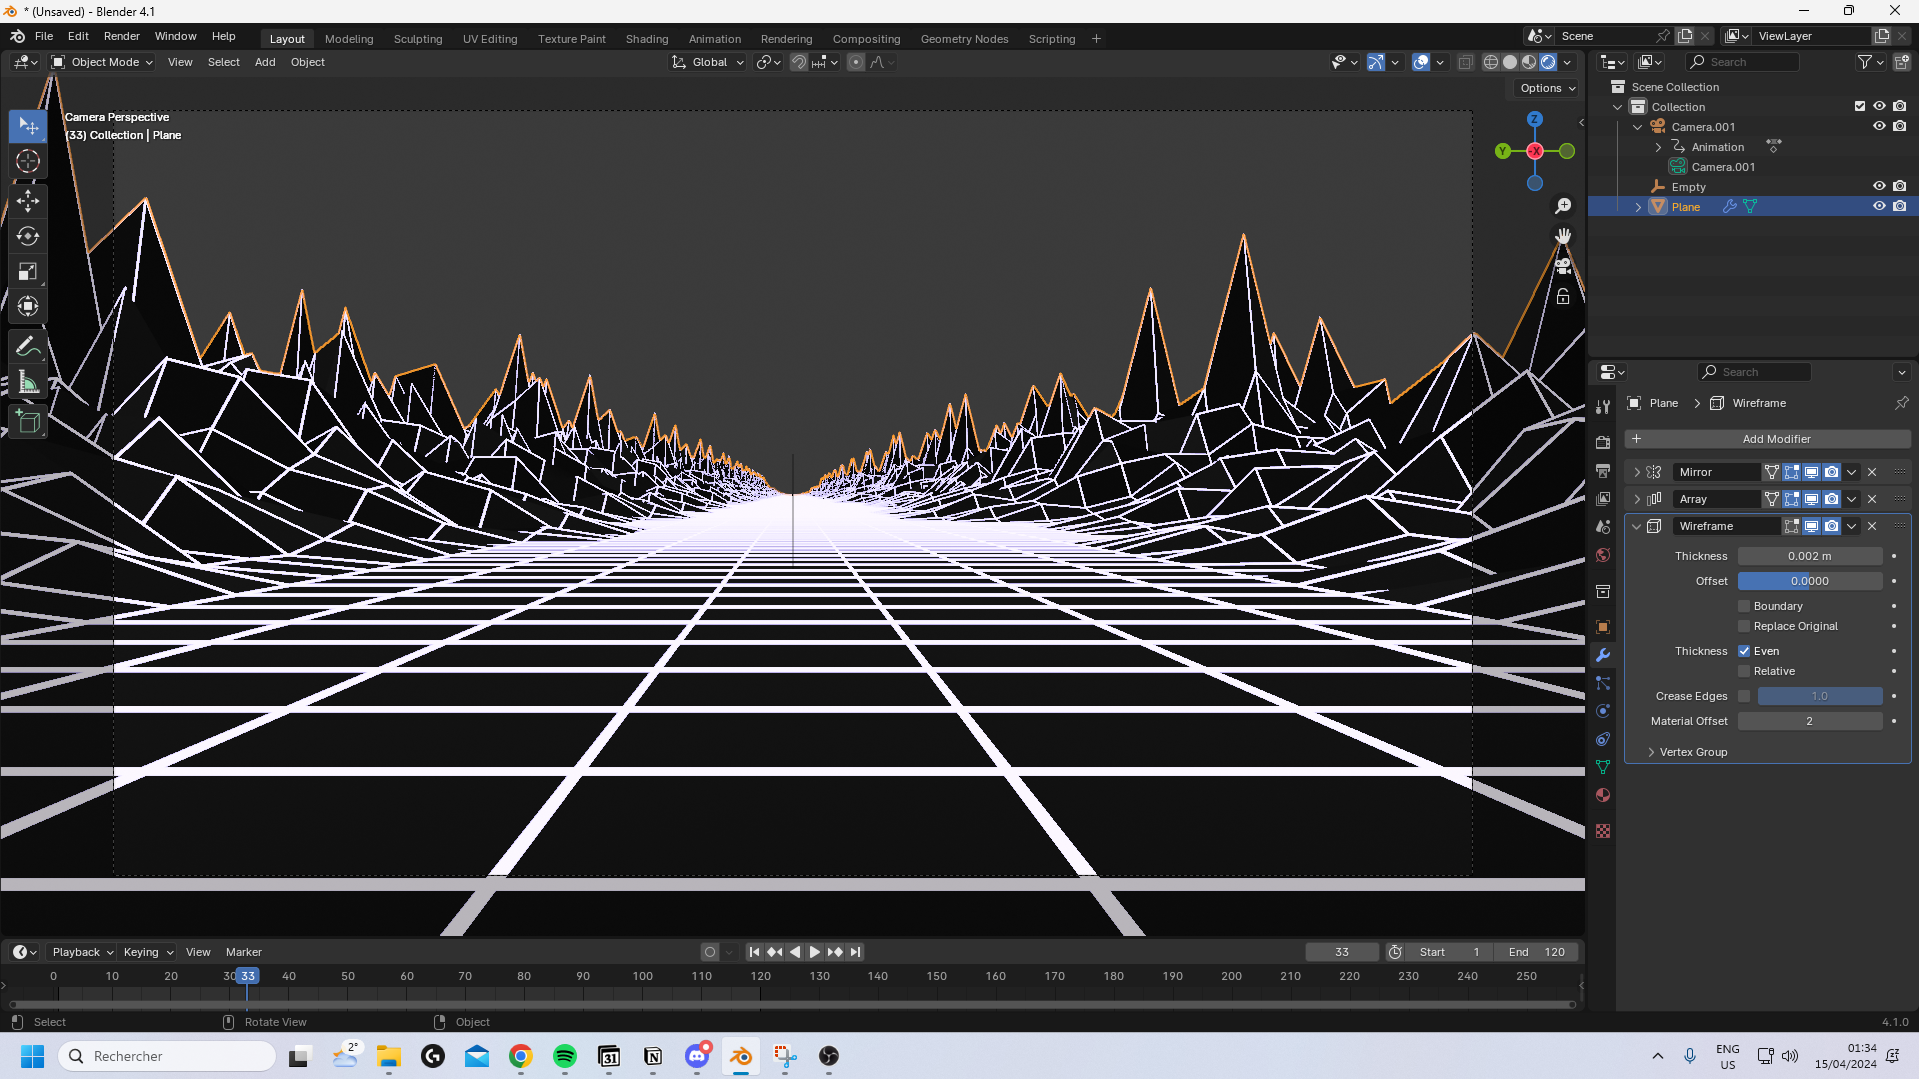 * (Unsaved) - Blender 4.1
File Edit Render Window Help
Layout Modeling Sculpting UV Editing Texture Paint Shading Animation Rendering Compositing Geometry Nodes Scripting +
Scene
ViewLayer
Object Mode View Select Add Object
Global
Search
Options
Camera Perspective
(33) Collection | Plane
Z
Y
-X
Scene Collection
Collection
Camera.001
Animation
Camera.001
Empty
Plane
Search
Plane > Wireframe
+ Add Modifier
Mirror
Array
Wireframe
Thickness 0.002 m
Offset 0.0000
Boundary
Replace Original
Thickness Even
Relative
Crease Edges 1.0
Material Offset 2
Vertex Group
Playback Keying View Marker
33 Start 1 End 120
0 10 20 30 33 40 50 60 70 80 90 100 110 120 130 140 150 160 170 180 190 200 210 220 230 240 250
Select Rotate View Object
4.1.0
Rechercher
2°
31
ENG
US
01:34
15/04/2024